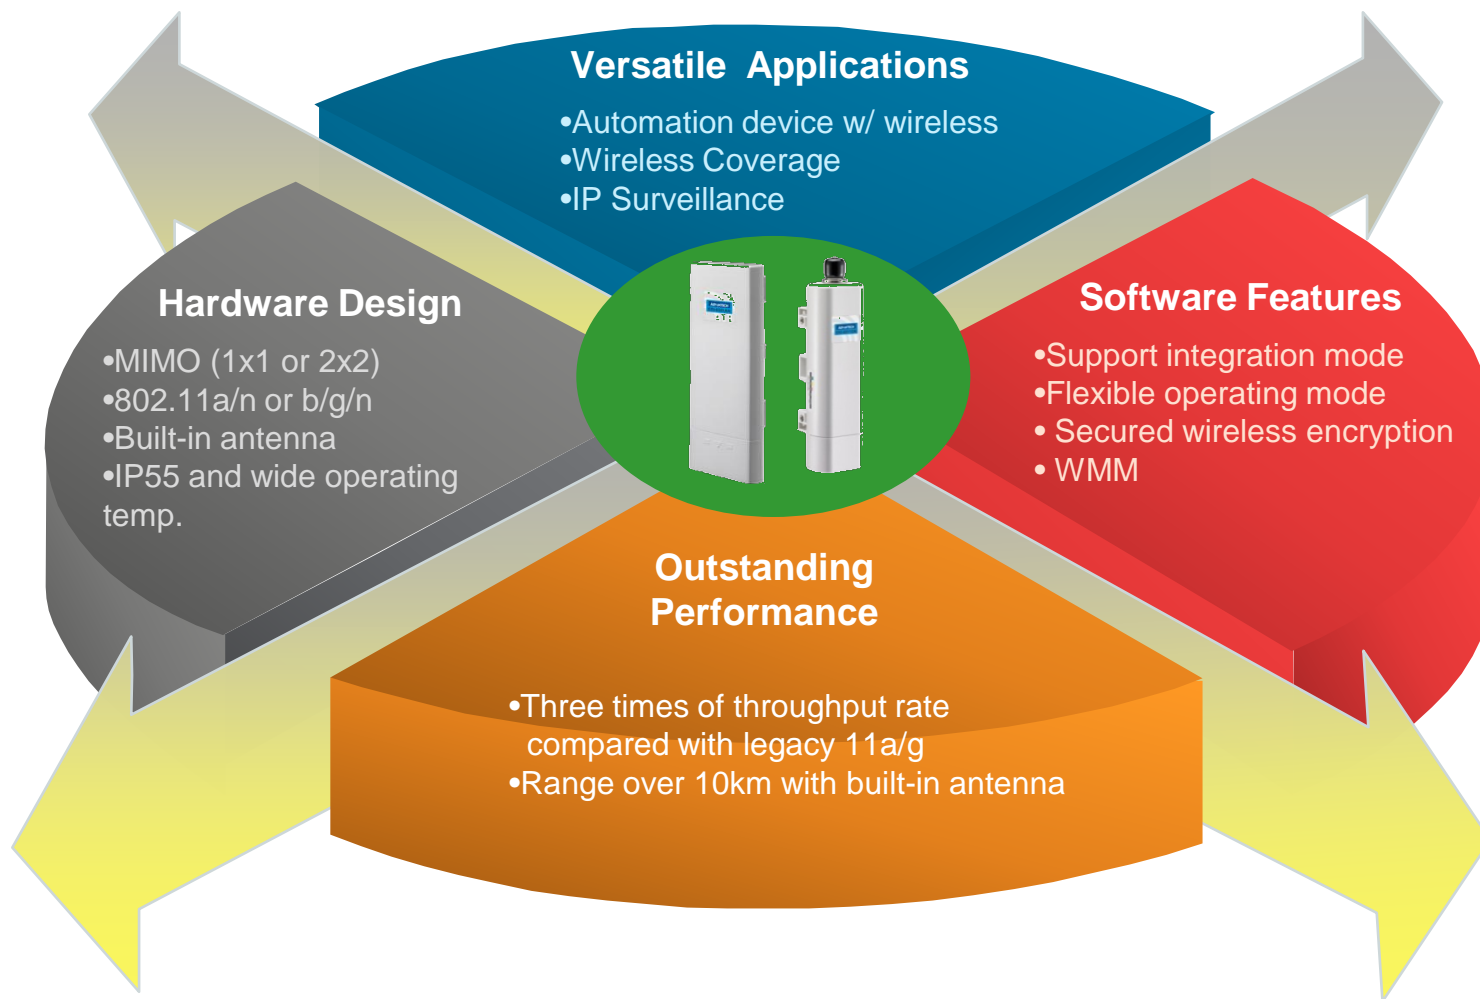 Versatile Applications
•Automation device w/ wireless
•Wireless Coverage
•IP Surveillance
Hardware Design
•MIMO (1x1 or 2x2)
•802.11a/n or b/g/n
•Built-in antenna
•IP55 and wide operating
temp.
Software Features
•Support integration mode
•Flexible operating mode
• Secured wireless encryption
• WMM
Outstanding
Performance
•Three times of throughput rate
compared with legacy 11a/g
•Range over 10km with built-in antenna